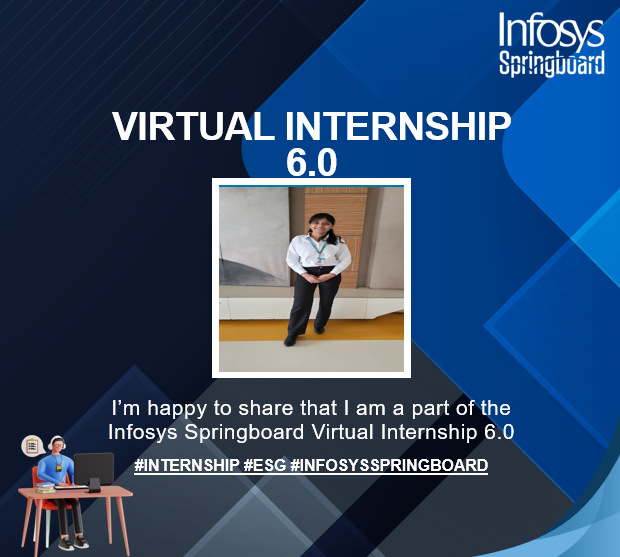 Infosys
Springboard
VIRTUAL INTERNSHIP
6.0
I’m happy to share that I am a part of the
Infosys Springboard Virtual Internship 6.0
#INTERNSHIP #ESG #INFOSYSSPRINGBOARD